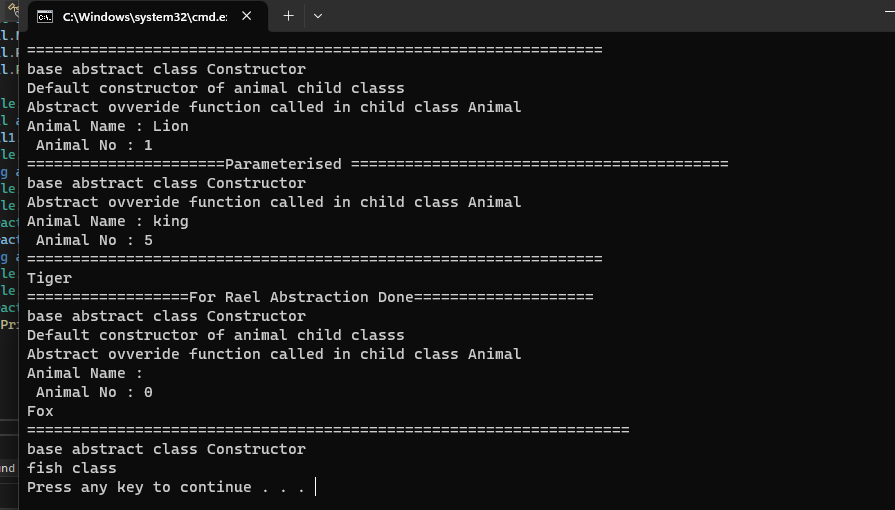 C:\Windows\system32\cmd.e:
================================================================
base abstract class Constructor
Default constructor of animal child classs
Abstract ovveride function called in child class Animal
Animal Name : Lion
 Animal No : 1
======================Parameterised ==========================================
base abstract class Constructor
Abstract ovveride function called in child class Animal
Animal Name : king
 Animal No : 5
================================================================
Tiger
==================For Rael Abstraction Done====================
base abstract class Constructor
Default constructor of animal child classs
Abstract ovveride function called in child class Animal
Animal Name :
 Animal No : 0
Fox
===================================================================
base abstract class Constructor
fish class
Press any key to continue . . .